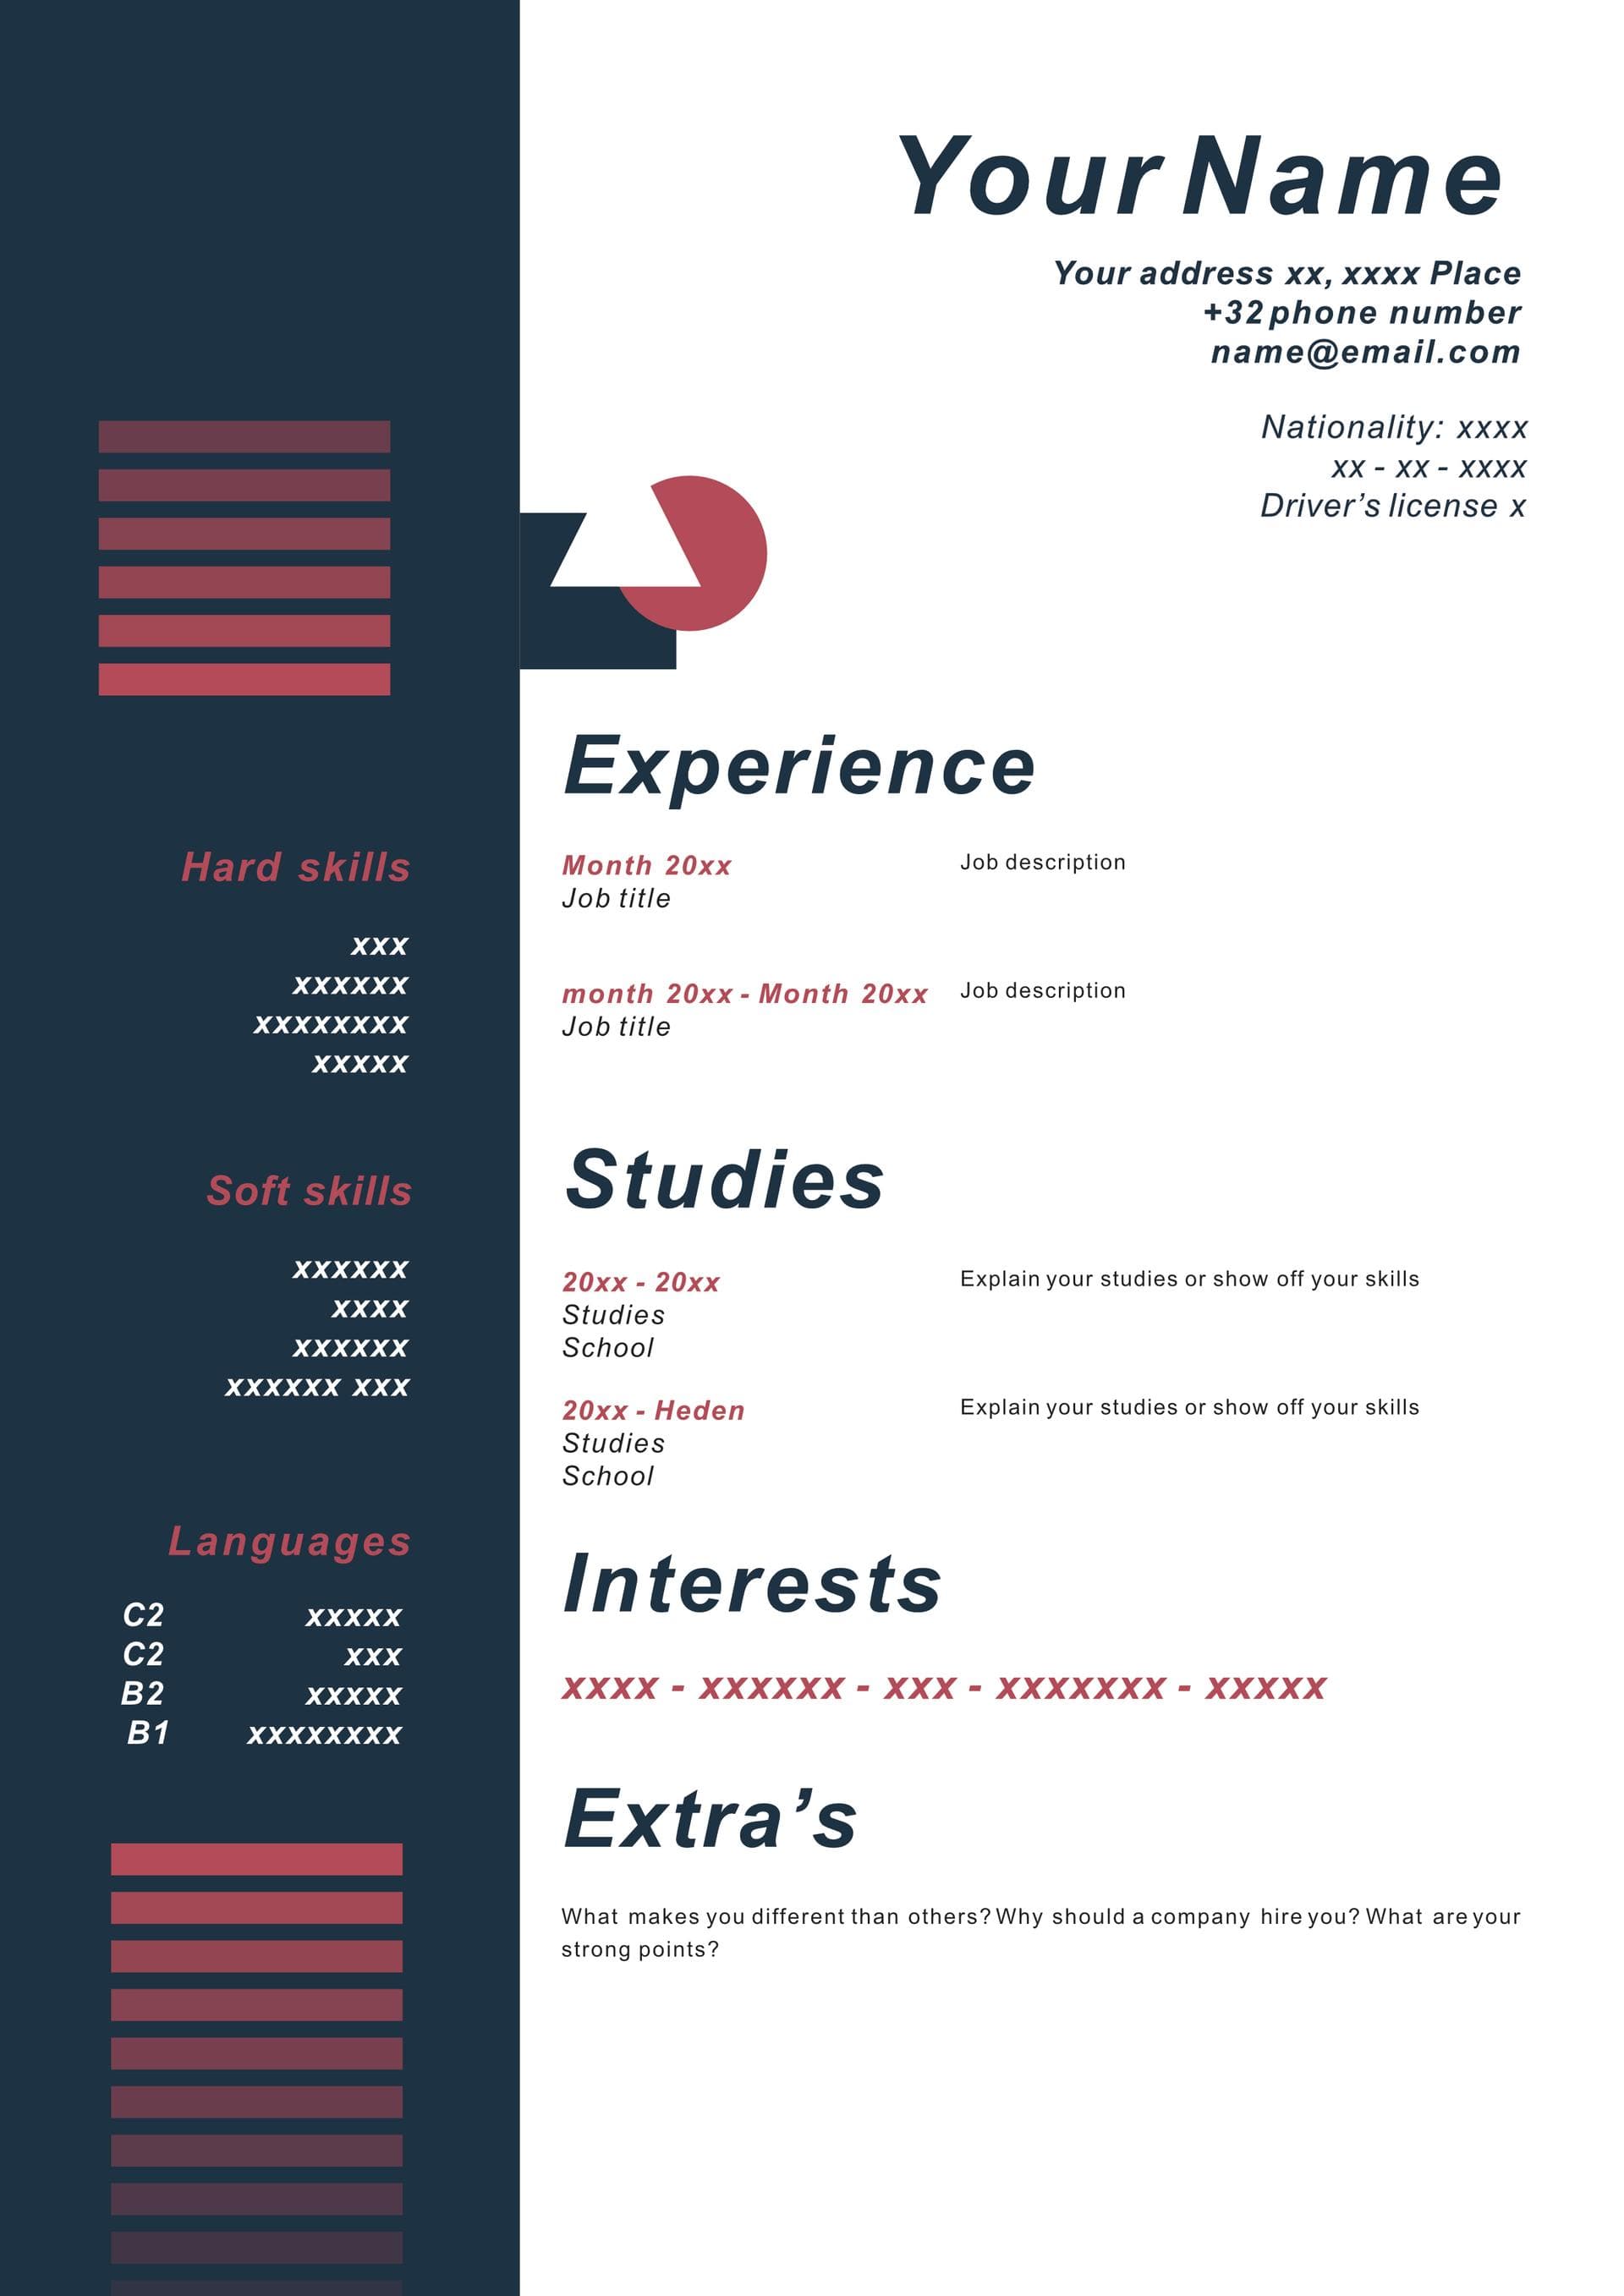 Your Name
Your address xx, xxxx Place
+32 phone number
name@email.com
Nationality: xxxx
xx - xx - xxxx
Driver’s license x
Hard skills
xxx
xxxxxx
xxxxxxxx
xxxxx
Soft skills
xxxxxx
xxxx
xxxxxx
xxxxxx xxx
Languages
C2 xxxxx
C2 xxx
B2 xxxxx
B1 xxxxxxxx
Experience
Month 20xx
Job title
Job description
month 20xx - Month 20xx
Job title
Job description
Studies
20xx - 20xx
Studies
School
Explain your studies or show off your skills
20xx - Heden
Studies
School
Explain your studies or show off your skills
Interests
xxxx - xxxxxx - xxx - xxxxxxx - xxxxx
Extra’s
What makes you different than others? Why should a company hire you? What are your
strong points?